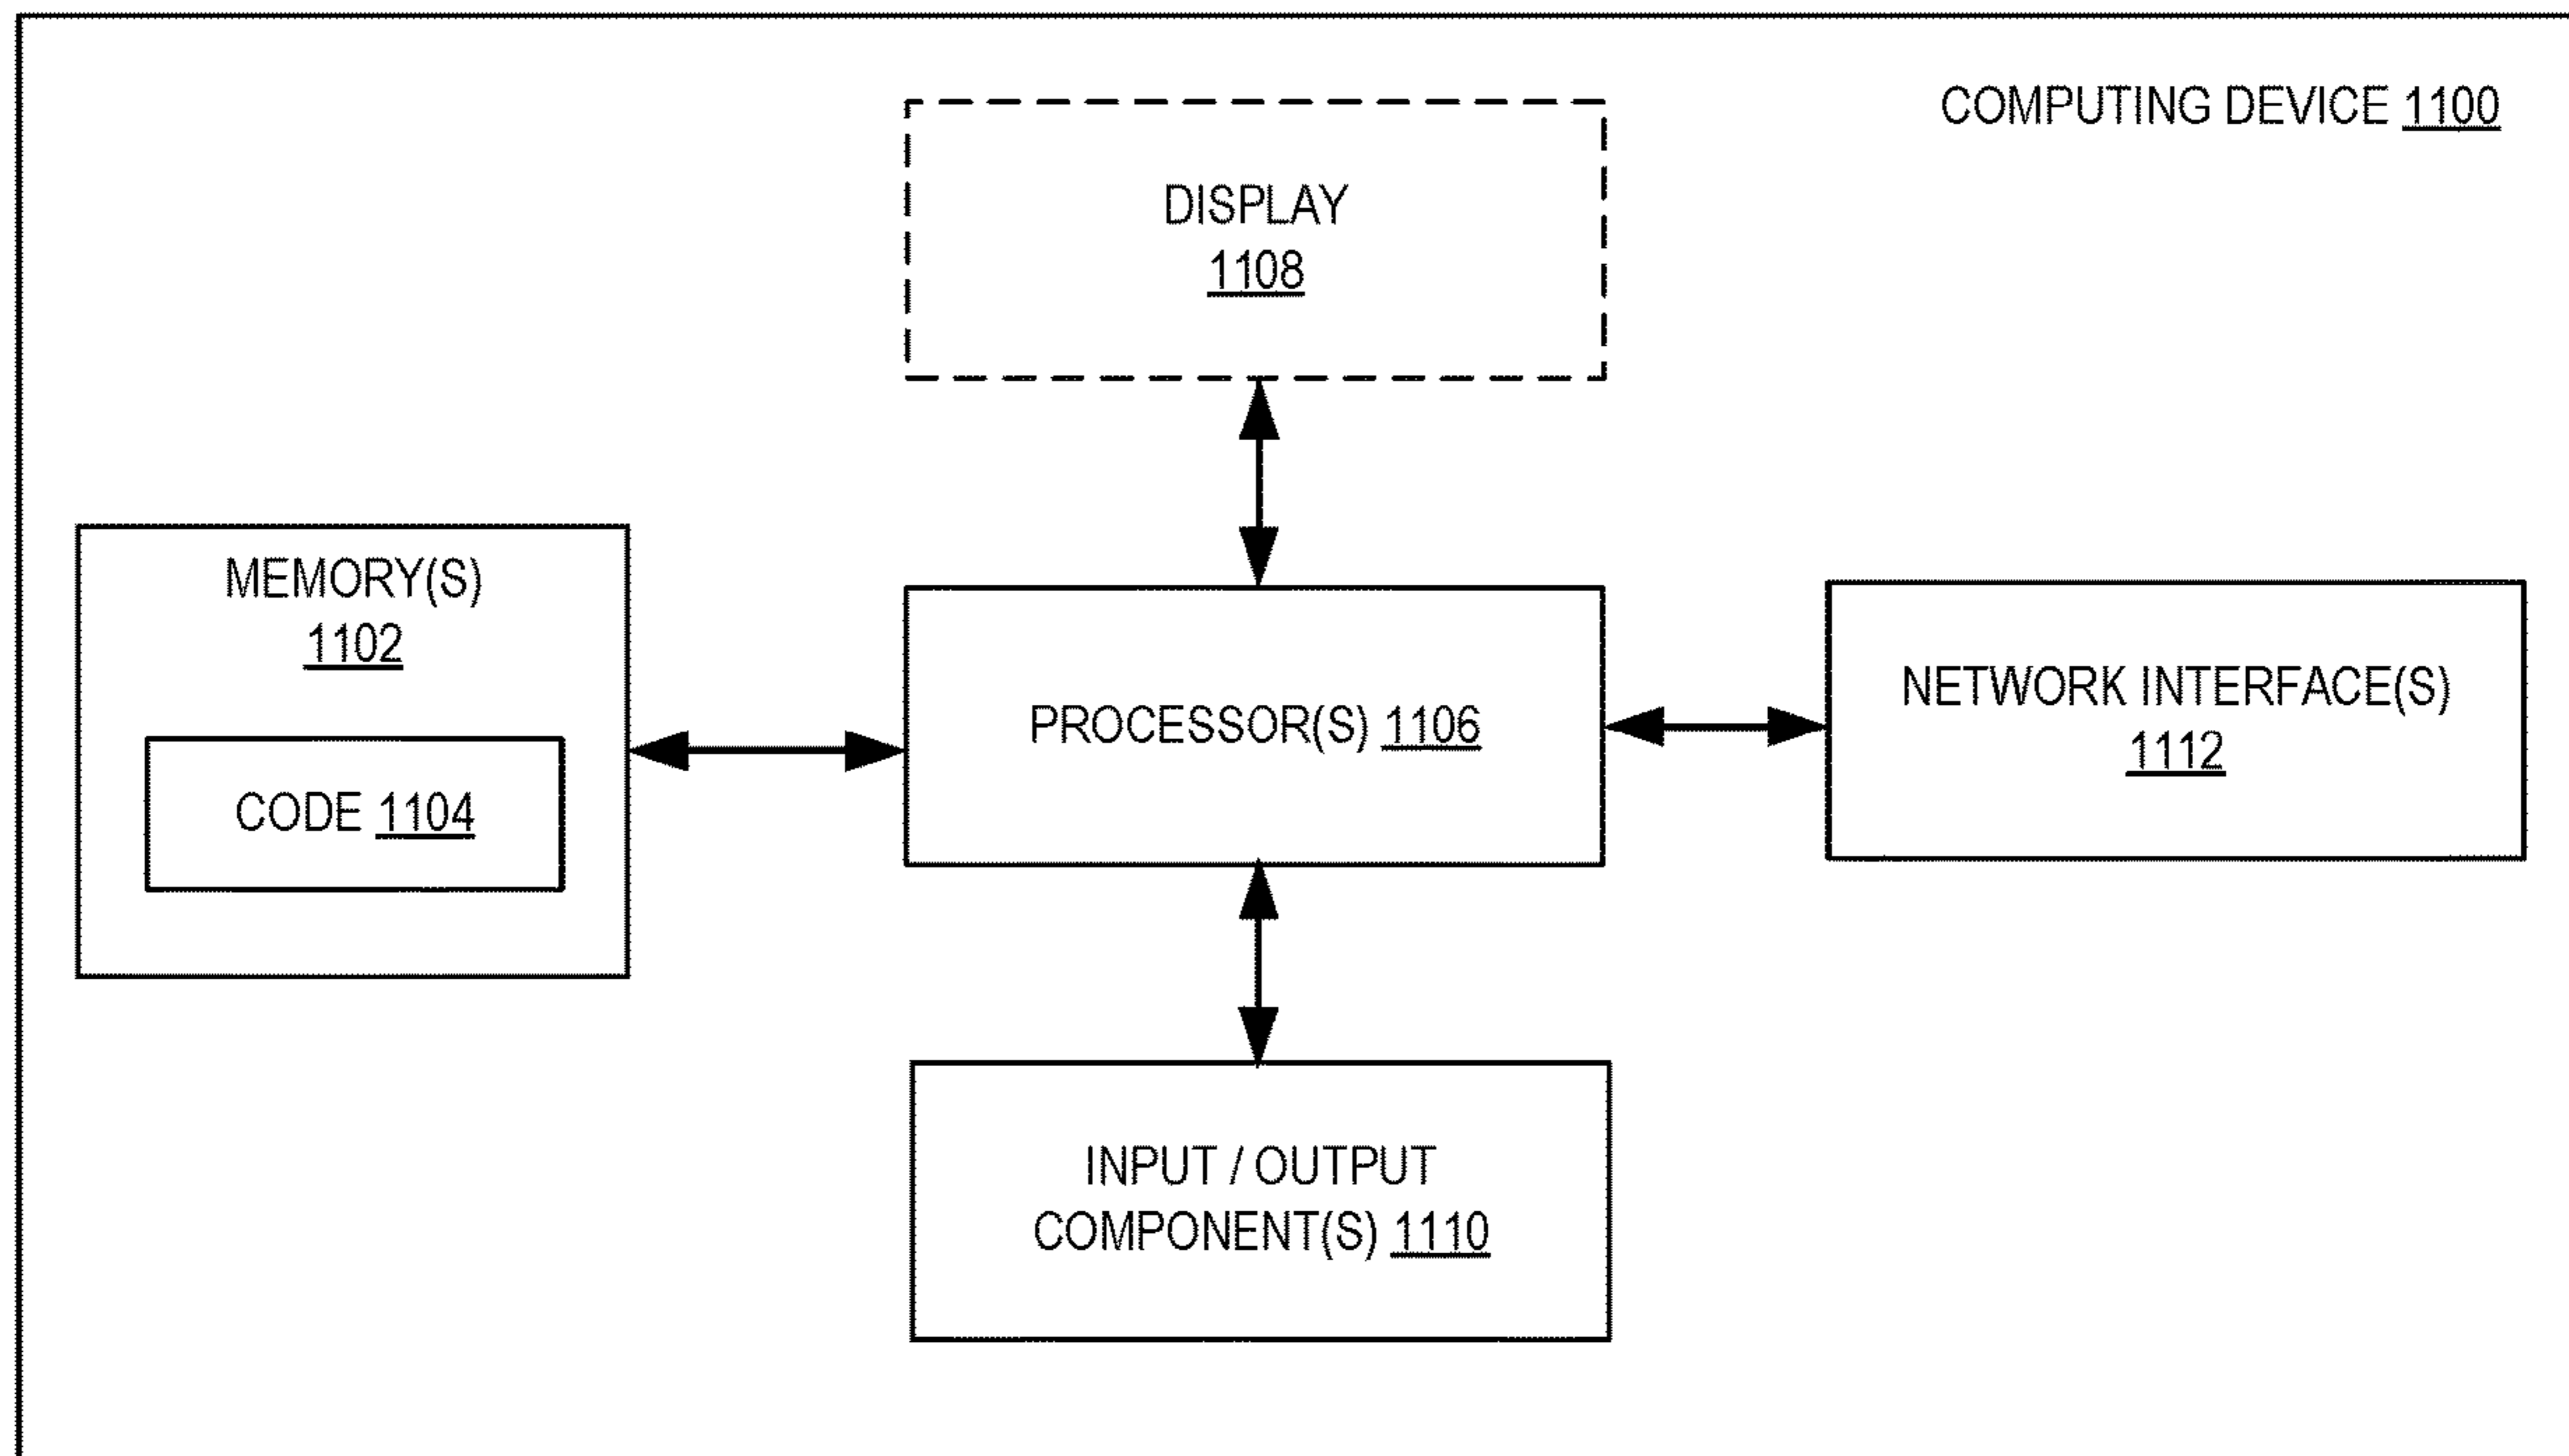 COMPUTING DEVICE 1100
DISPLAY
1108
MEMORY(S)
1102
CODE 1104
PROCESSOR(S) 1106
NETWORK INTERFACE(S)
1112
INPUT / OUTPUT
COMPONENT(S) 1110